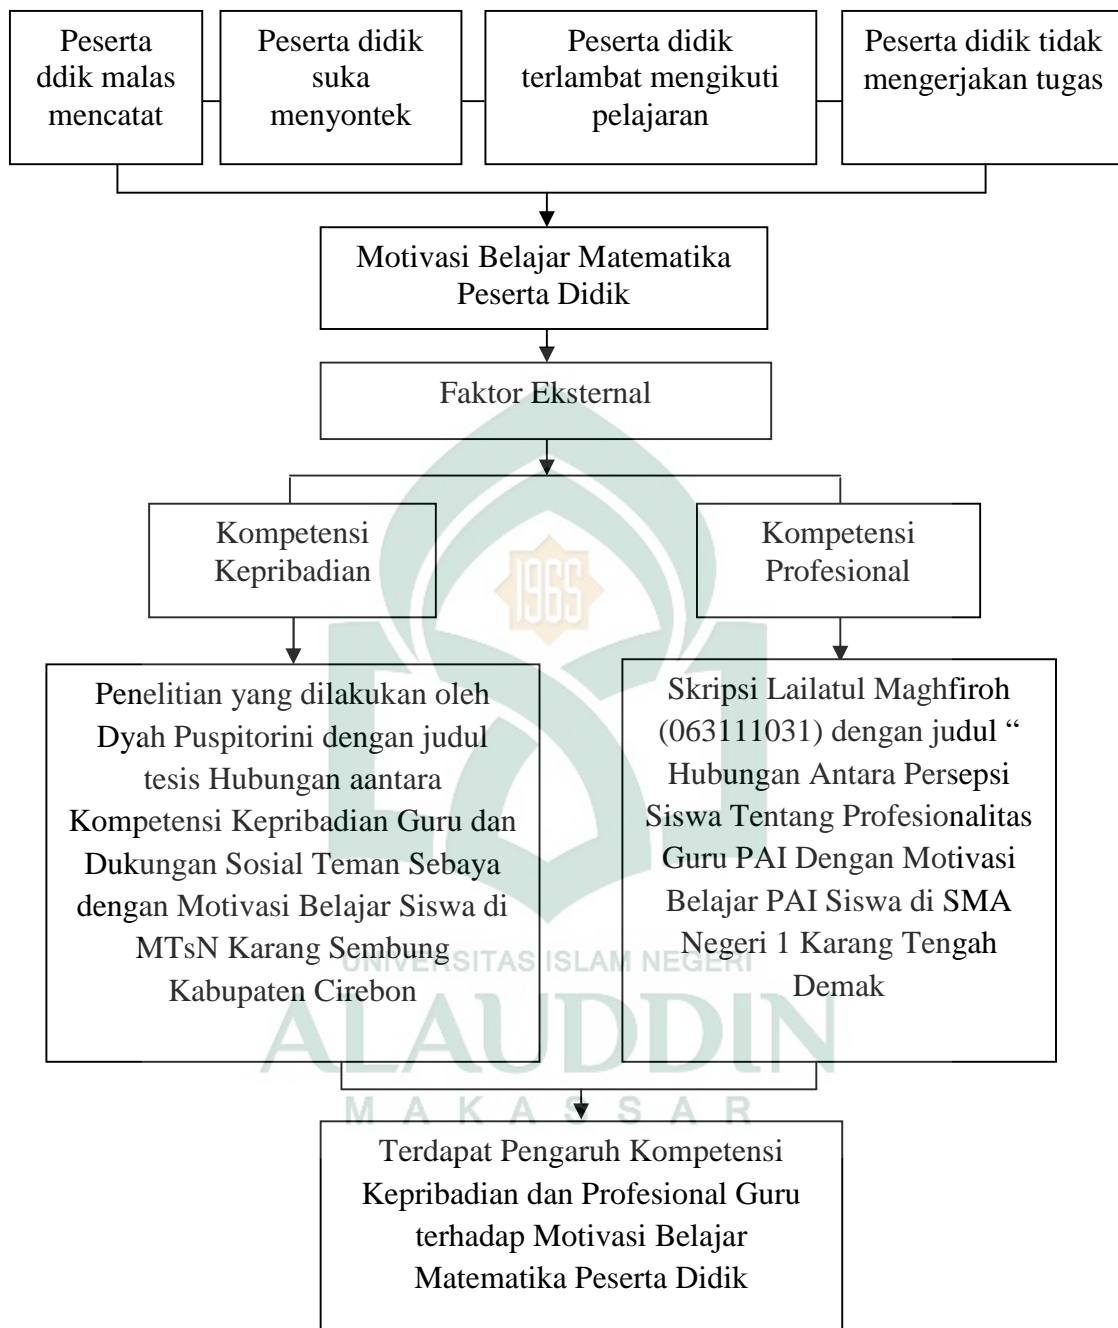 Peserta
ddik malas
mencatat
Peserta didik
suka
menyontek
Peserta didik
terlambat mengikuti
pelajaran
Peserta didik tidak
mengerjakan tugas
Motivasi Belajar Matematika
Peserta Didik
Faktor Eksternal
Kompetensi
Kepribadian
Kompetensi
Profesional
1965
Penelitian yang dilakukan oleh
Dyah Puspitorini dengan judul
tesis Hubungan aantara
Kompetensi Kepribadian Guru dan
Dukungan Sosial Teman Sebaya
dengan Motivasi Belajar Siswa di
MTsN Karang Sembung
Kabupaten Cirebon
Skripsi Lailatul Maghfiroh
(063111031) dengan judul “
Hubungan Antara Persepsi
Siswa Tentang Profesionalitas
Guru PAI Dengan Motivasi
Belajar PAI Siswa di SMA
Negeri 1 Karang Tengah
Demak
UNIVERSITAS ISLAM NEGERI
ALAUDDIN
MAKASSAR
Terdapat Pengaruh Kompetensi
Kepribadian dan Profesional Guru
terhadap Motivasi Belajar
Matematika Peserta Didik